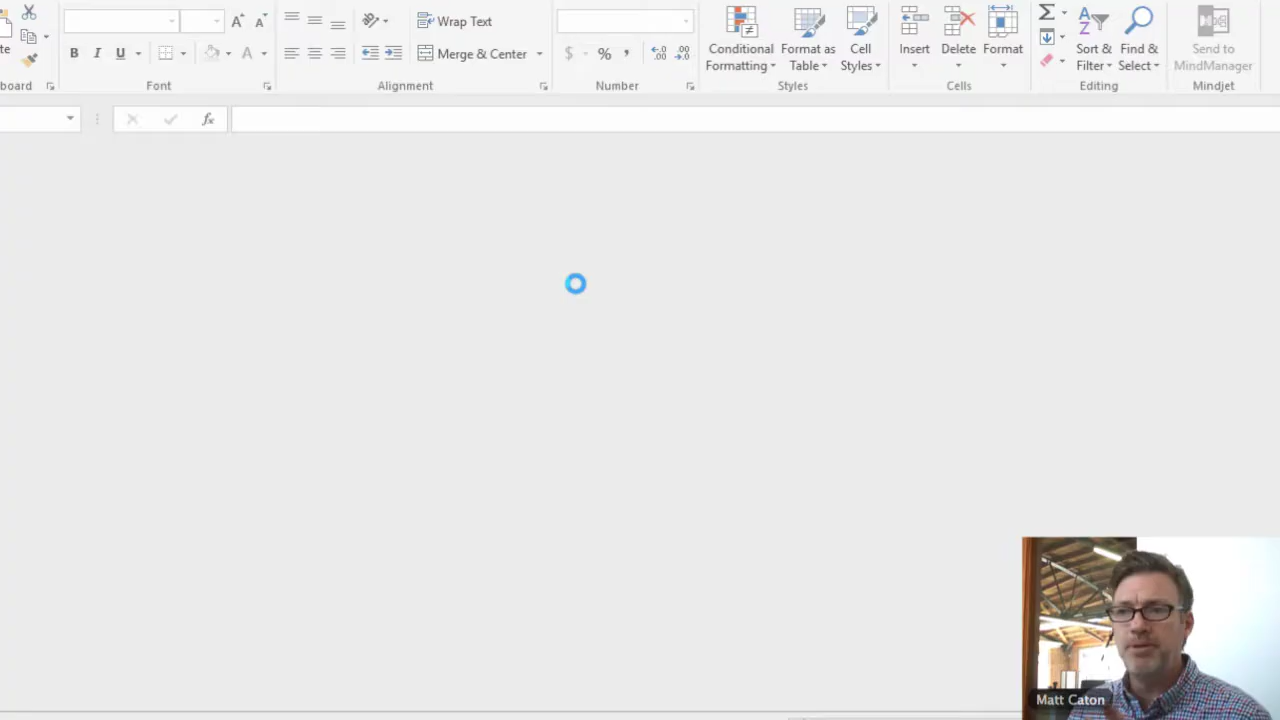 Wrap Text
Merge & Center
$ % ,
B I U
A
Conditional Formatting
Format as Table
Cell Styles
Insert
Delete
Format
Sort & Filter
Find & Select
Send to MindManager
board
Font
Alignment
Number
Styles
Cells
Editing
Mindjet
fx
Matt Caton